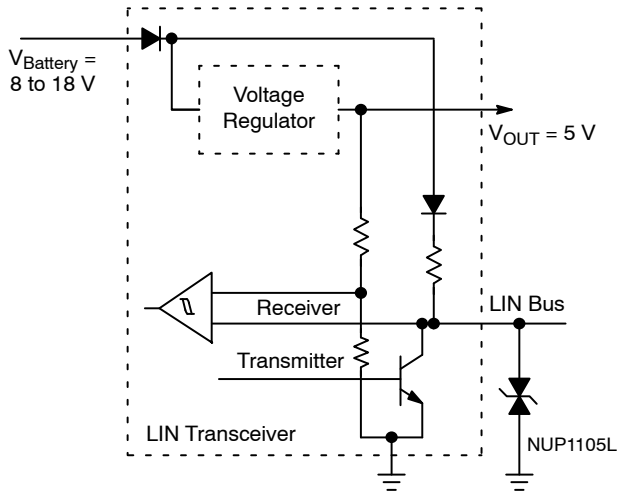 V_Battery =
8 to 18 V
Voltage
Regulator
V_OUT = 5 V
LIN Bus
Receiver
Transmitter
LIN Transceiver
NUP1105L